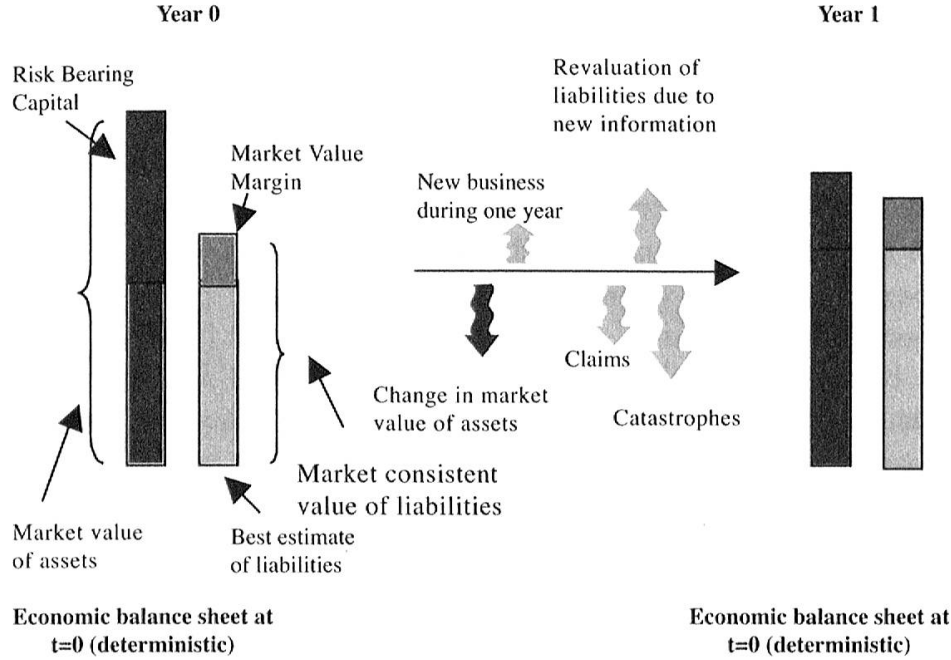 Year 0
Year 1
Risk Bearing
Capital
Market Value
Margin
New business
during one year
Revaluation of
liabilities due to
new information
Claims
Catastrophes
Change in market
value of assets
Market consistent
value of liabilities
Market value
of assets
Best estimate
of liabilities
Economic balance sheet at
t=0 (deterministic)
Economic balance sheet at
t=0 (deterministic)